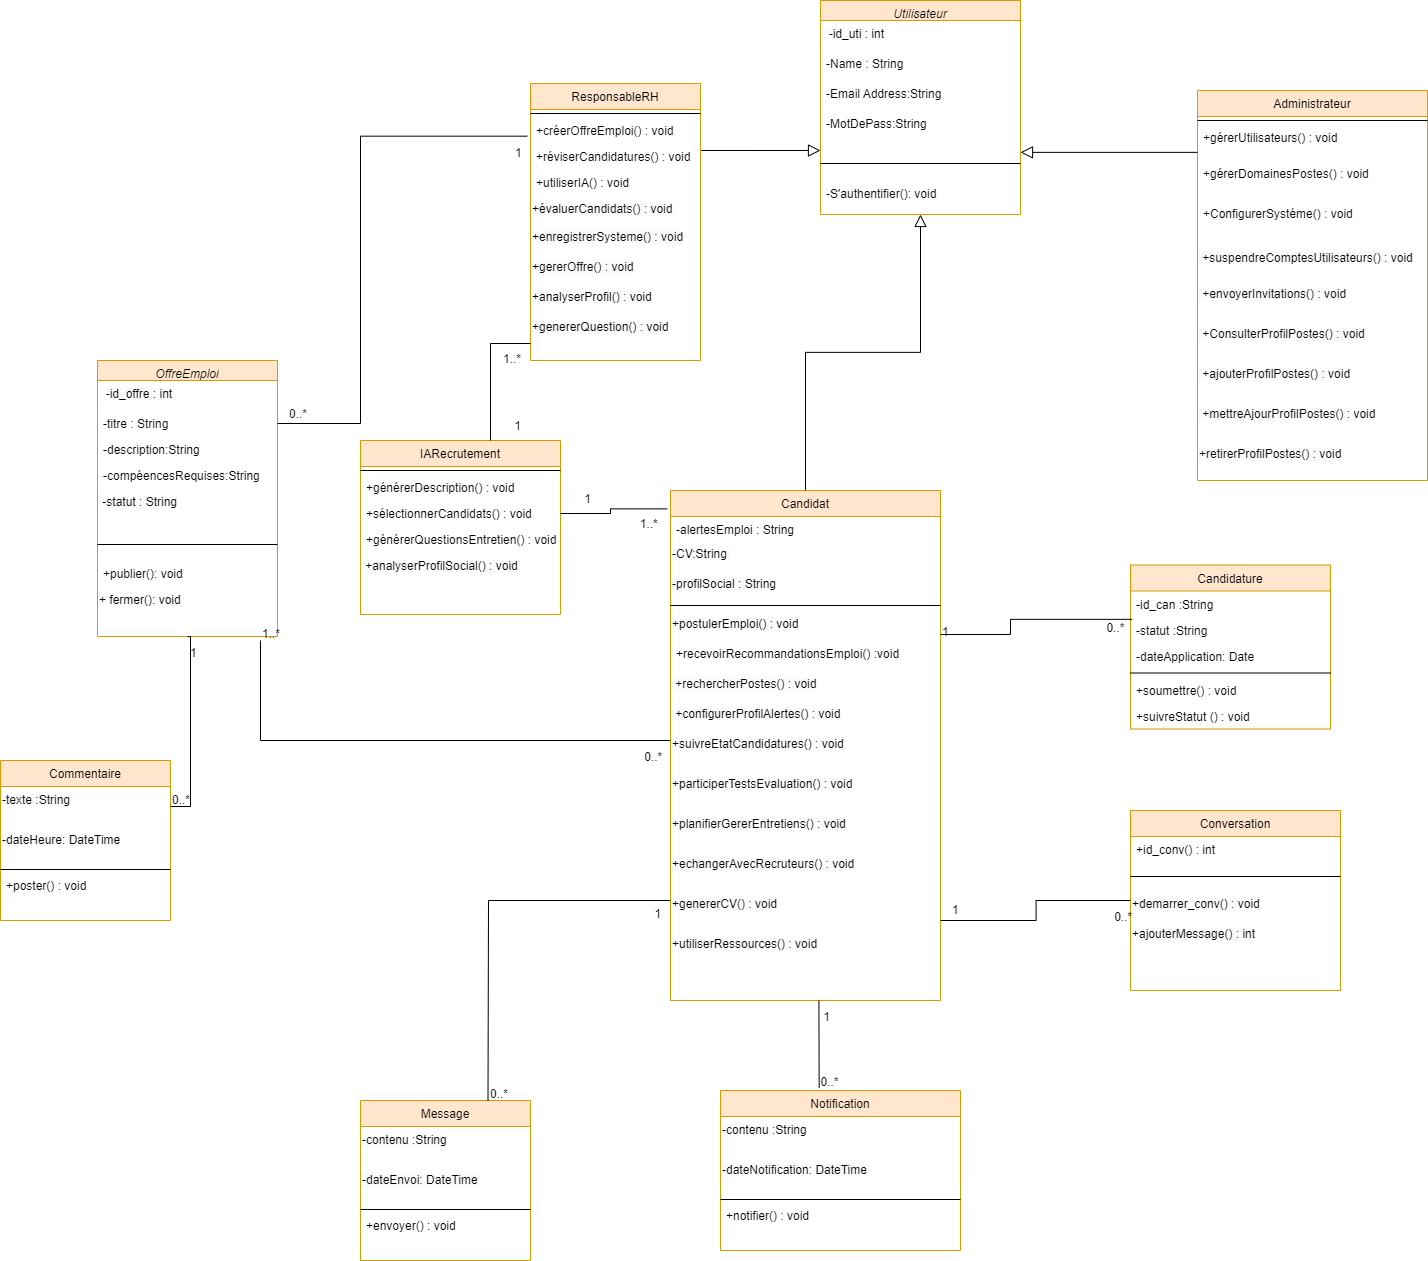 Utilisateur
-id_uti : int
-Name : String
-Email Address:String
-MotDePass:String
-S'authentifier(): void
ResponsableRH
+créerOffreEmploi() : void
+réviserCandidatures() : void
+utiliserIA() : void
+évaluerCandidats() : void
+enregistrerSysteme() : void
+gererOffre() : void
+analyserProfil() : void
+genererQuestion() : void
Administrateur
+gérerUtilisateurs() : void
+gérerDomainesPostes() : void
+ConfigurerSystéme() : void
+suspendreComptesUtilisateurs() : void
+envoyerInvitations() : void
+ConsulterProfilPostes() : void
+ajouterProfilPostes() : void
+mettreAjourProfilPostes() : void
+retirerProfilPostes() : void
1
0..*
1..*
1
OffreEmploi
-id_offre : int
-titre : String
-description:String
-compéencesRequises:String
-statut : String
+publier(): void
+ fermer(): void
IARecrutement
+générerDescription() : void
+sélectionnerCandidats() : void
+générerQuestionsEntretien() : void
+analyserProfilSocial() : void
1
1..*
Candidat
-alertesEmploi : String
-CV:String
-profilSocial : String
+postulerEmploi() : void
+recevoirRecommandationsEmploi() :void
+rechercherPostes() : void
+configurerProfilAlertes() : void
+suivreEtatCandidatures() : void
+participerTestsEvaluation() : void
+planifierGererEntretiens() : void
+echangerAvecRecruteurs() : void
+genererCV() : void
+utiliserRessources() : void
1
0..*
Candidature
-id_can :String
-statut :String
-dateApplication: Date
+soumettre() : void
+suivreStatut () : void
1..*
0..*
1
0..*
Commentaire
-texte :String
-dateHeure: DateTime
+poster() : void
1
0..*
Conversation
+id_conv() : int
+demarrer_conv() : void
+ajouterMessage() : int
1
0..*
Message
-contenu :String
-dateEnvoi: DateTime
+envoyer() : void
1
0..*
Notification
-contenu :String
-dateNotification: DateTime
+notifier() : void